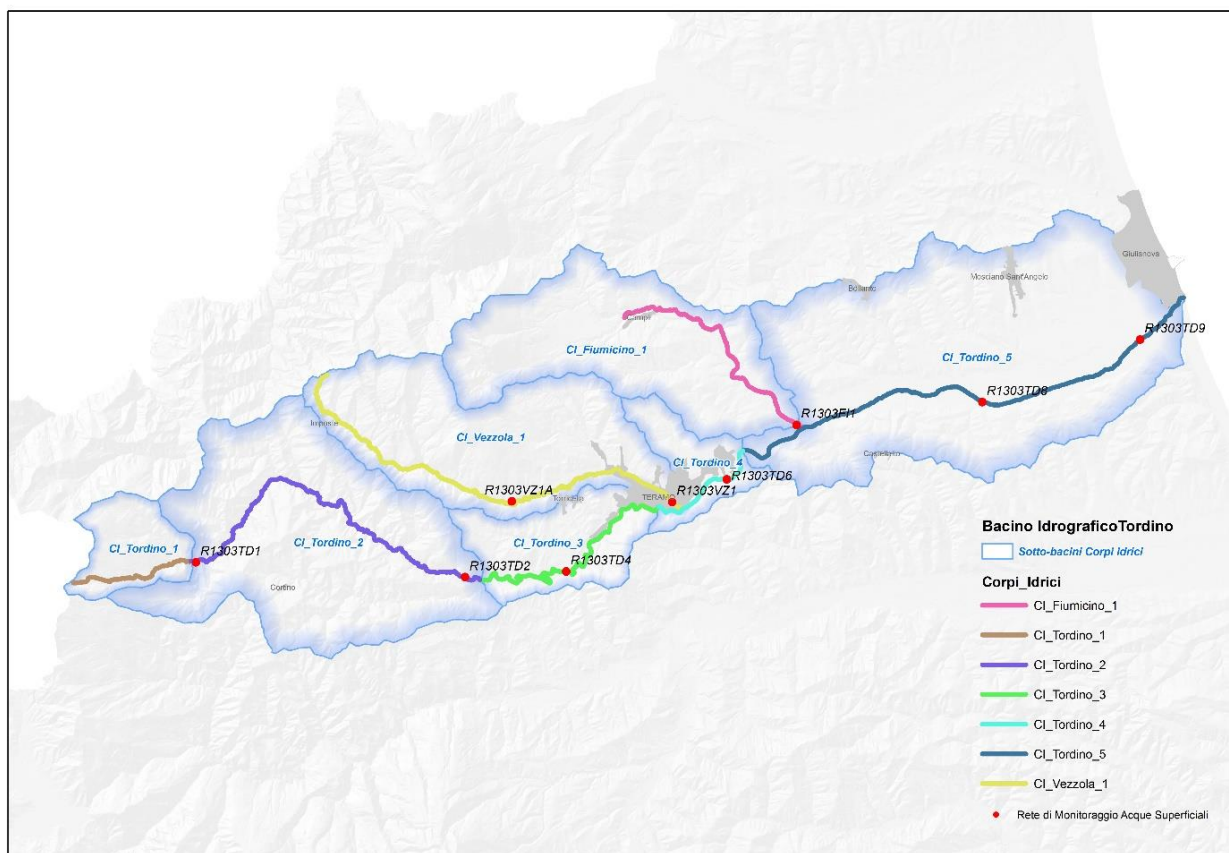 Giulianova
Mosciano Sant'Angelo
Bellante
Campli
R1303TD9
CI_Fiumicino_1
CI_Tordino_5
R1303TD8
R1303FI1
Imposte
CI_Vezzola_1
Castellalto
CI_Tordino_4
R1303TD6
R1303VZ1A
Torricella
TERAMO
R1303VZ1
CI_Tordino_1
R1303TD1
CI_Tordino_2
CI_Tordino_3
R1303TD2
R1303TD4
Cortino
Bacino IdrograficoTordino
Sotto-bacini Corpi Idrici
Corpi_Idrici
CI_Fiumicino_1
CI_Tordino_1
CI_Tordino_2
CI_Tordino_3
CI_Tordino_4
CI_Tordino_5
CI_Vezzola_1
Rete di Monitoraggio Acque Superficiali